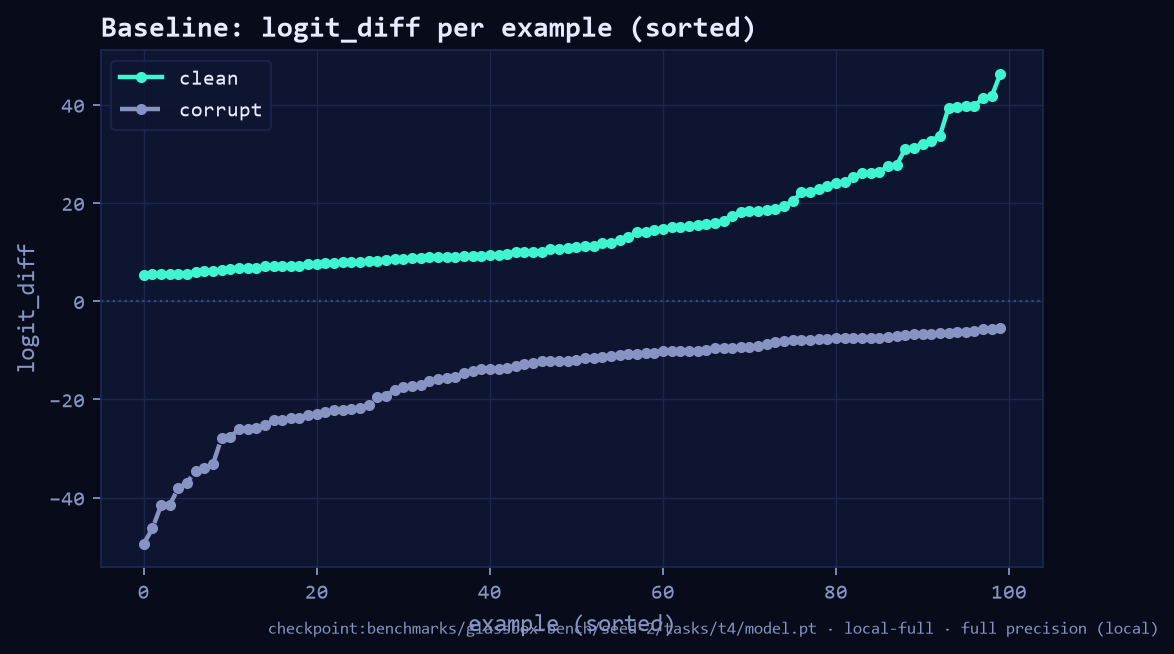 Baseline: logit_diff per example (sorted)
clean
corrupt
logit_diff
40
20
0
−20
−40
0
20
40
60
80
100
example (sorted)
checkpoint:benchmarks/glassbox-bench/seed-2/tasks/t4/model.pt · local-full · full precision (local)